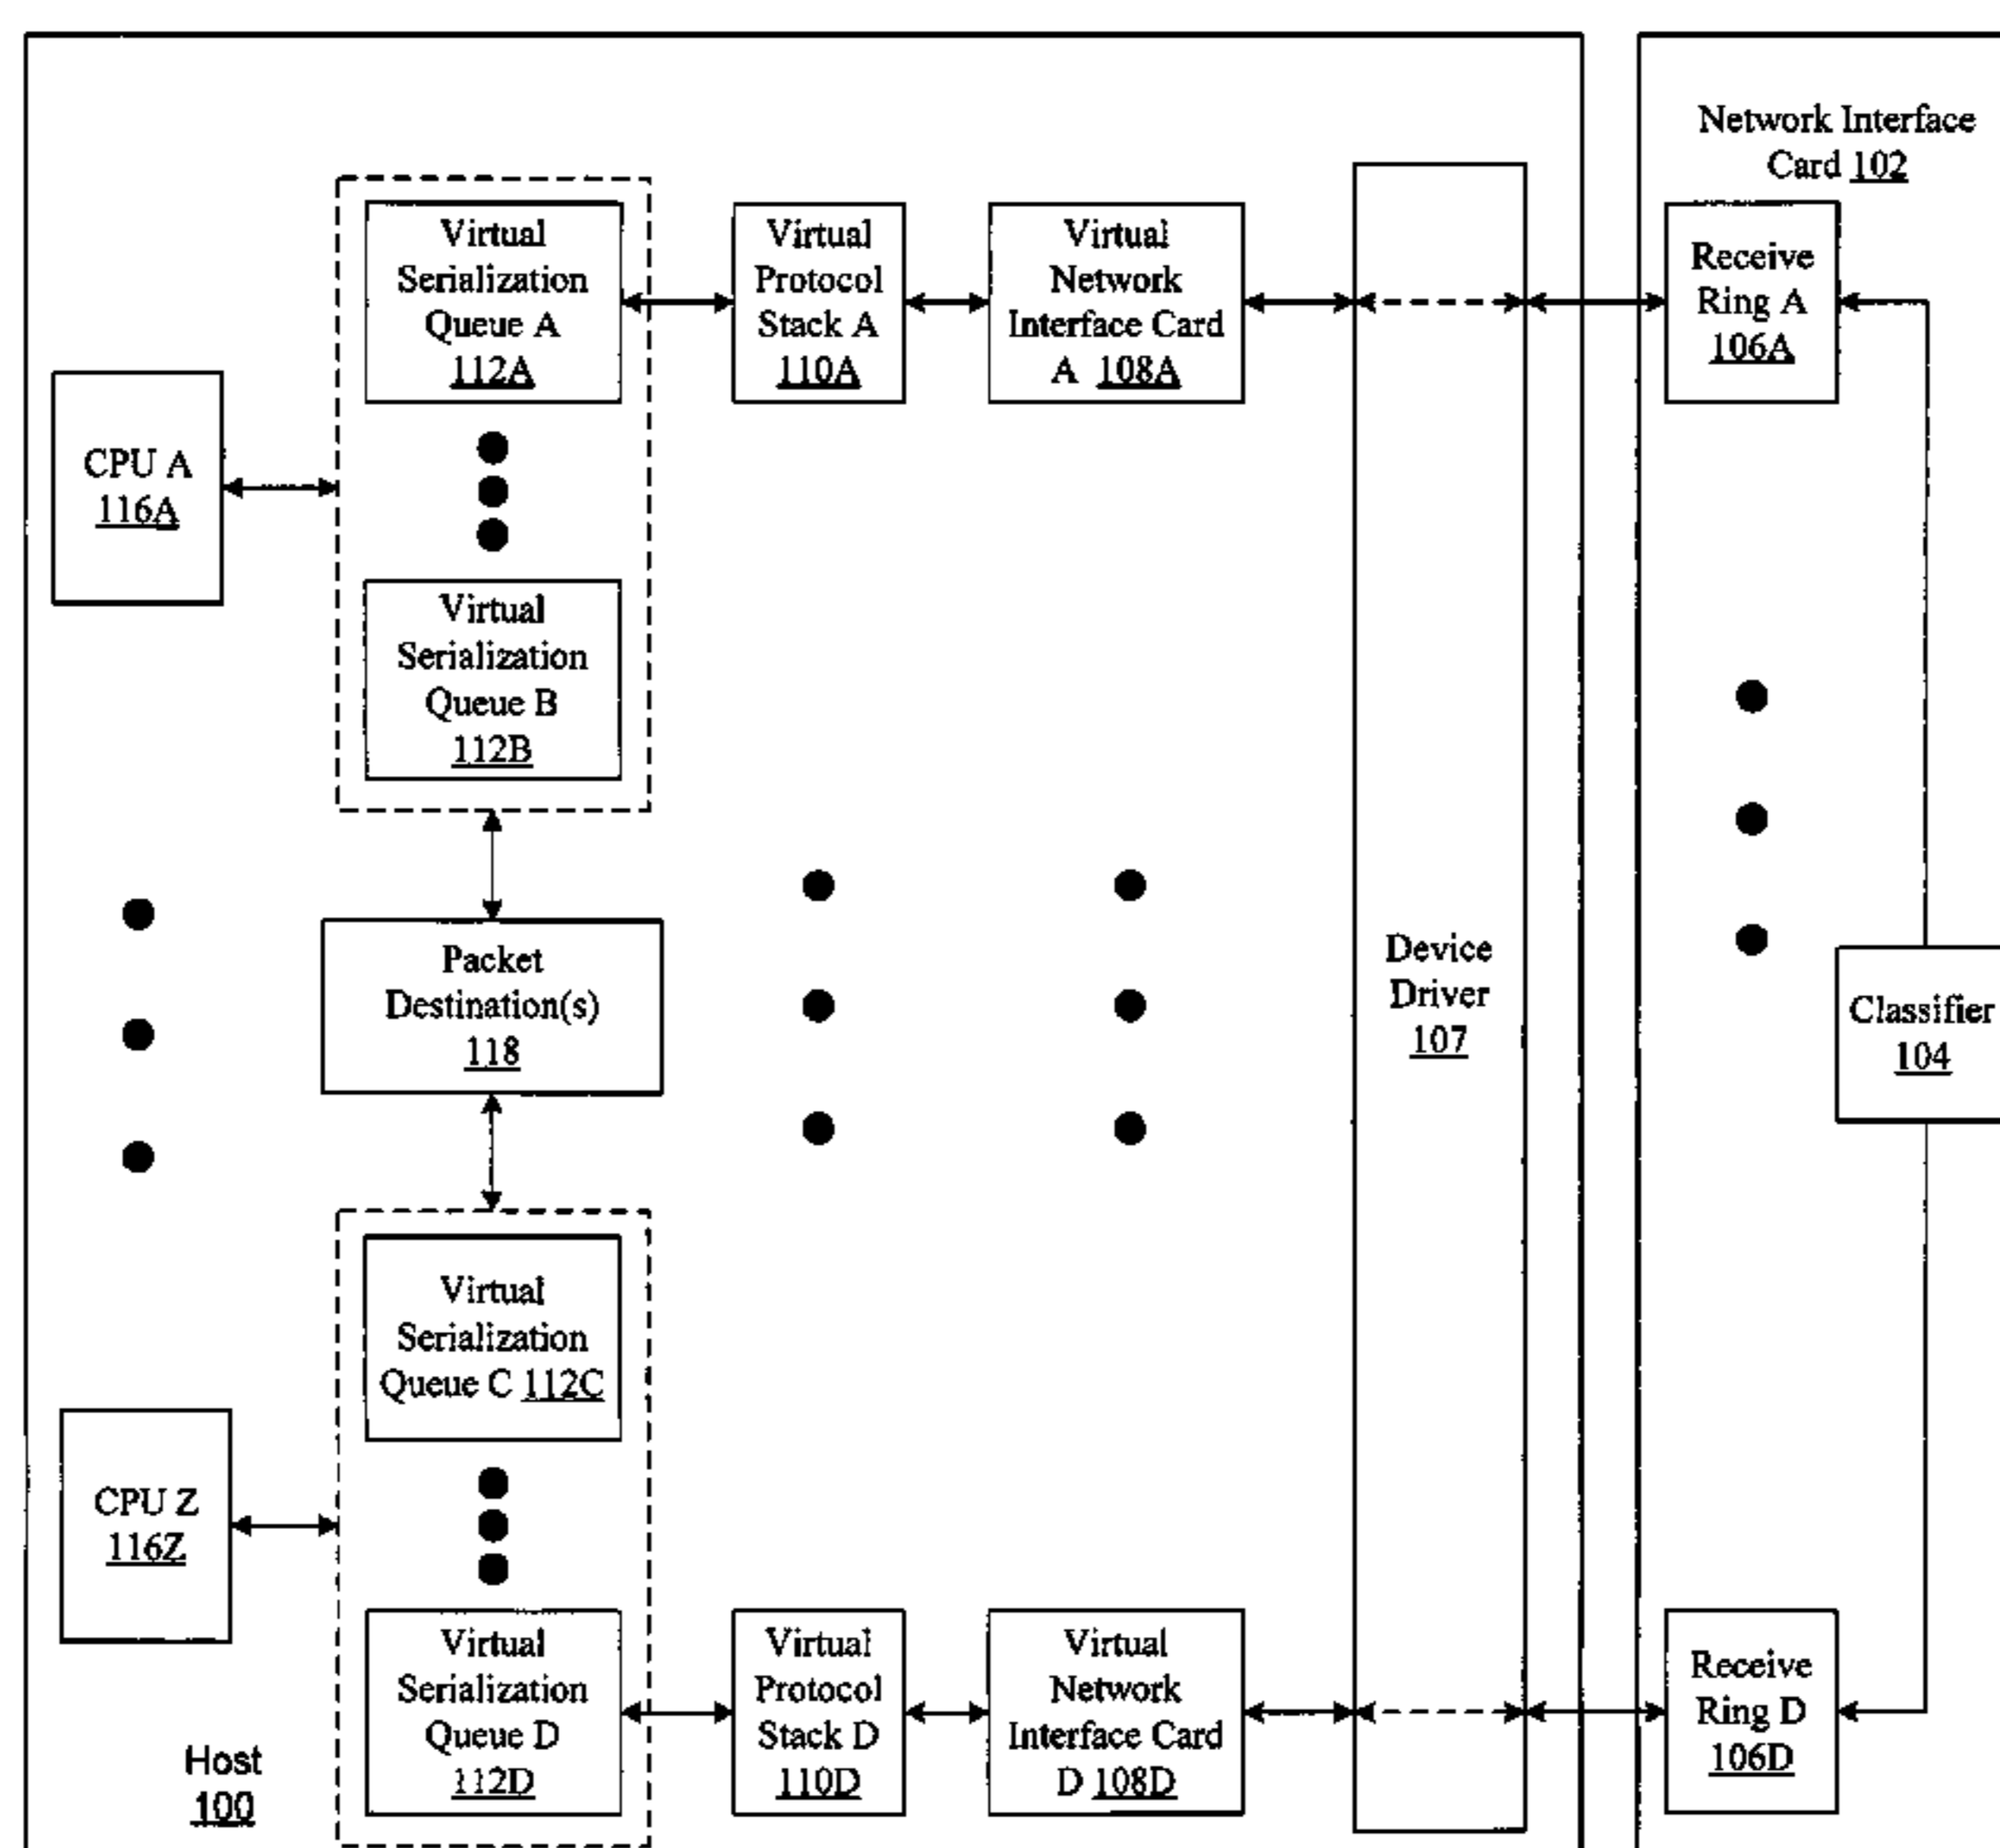 Network Interface
Card 102
Virtual
Serialization
Queue A
112A
Virtual
Protocol
Stack A
110A
Virtual
Network
Interface Card
A 108A
Receive
Ring A
106A
CPU A
116A
Virtual
Serialization
Queue B
112B
Packet
Destination(s)
118
Device
Driver
107
Classifier
104
Virtual
Serialization
Queue C 112C
CPU Z
116Z
Virtual
Serialization
Queue D
112D
Virtual
Protocol
Stack D
110D
Virtual
Network
Interface Card
D 108D
Receive
Ring D
106D
Host
100